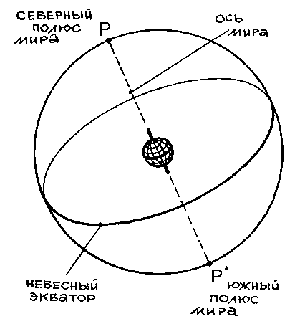 СЕВЕРНЫЙ
ПОЛЮС
МИРА
P
ОСЬ
МИРА
НЕБЕСНЫЙ
ЭКВАТОР
P'
ЮЖНЫЙ
ПОЛЮС
МИРА